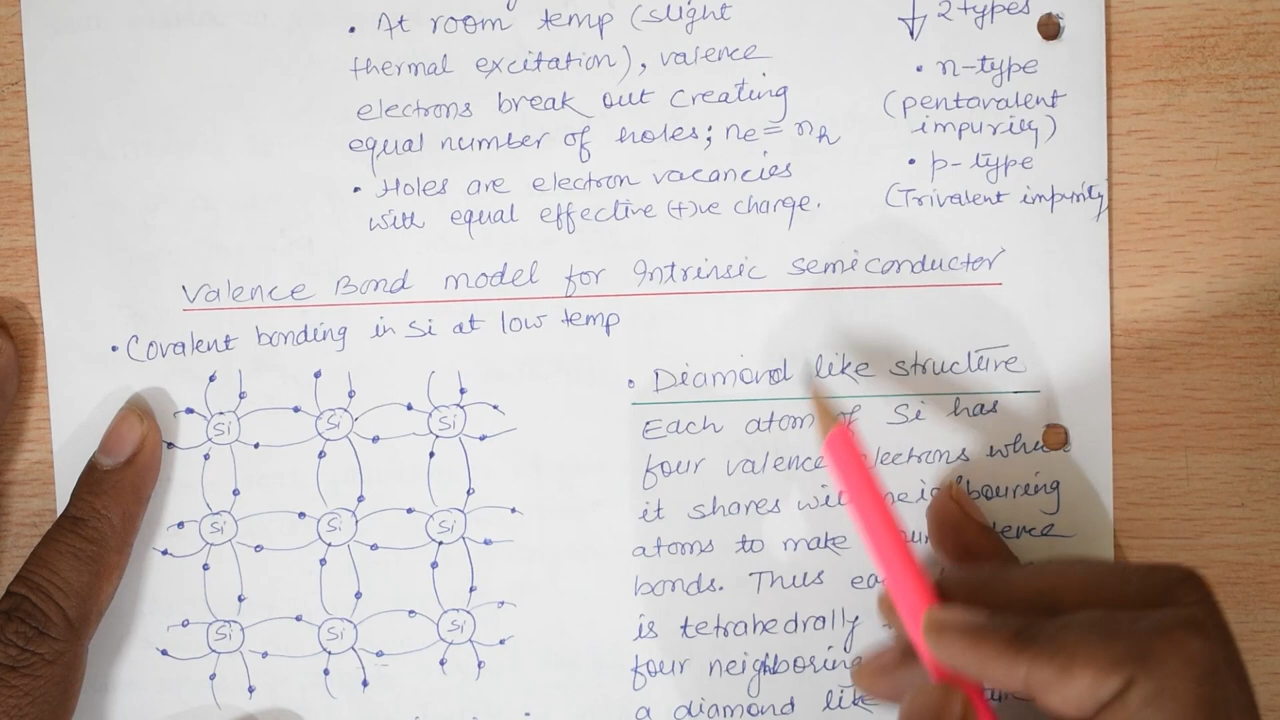 • At room temp (slight
thermal excitation), valence
electrons break out creating
equal number of holes; ne = nh
• Holes are electron vacancies
with equal effective (+)ve charge.
↓ 2 types
• n-type
(pentavalent
impurity)
• p-type
(Trivalent impurity)
Valence Bond model for Intrinsic semiconductor
• Covalent bonding in Si at low temp
Si Si Si
Si Si Si
Si Si Si
• Diamond like structure
Each atom of Si has
four valence electrons
it shares neighbouring
atoms to make
bonds. Thus
is tetrahedrally
four neighboring
a diamond like